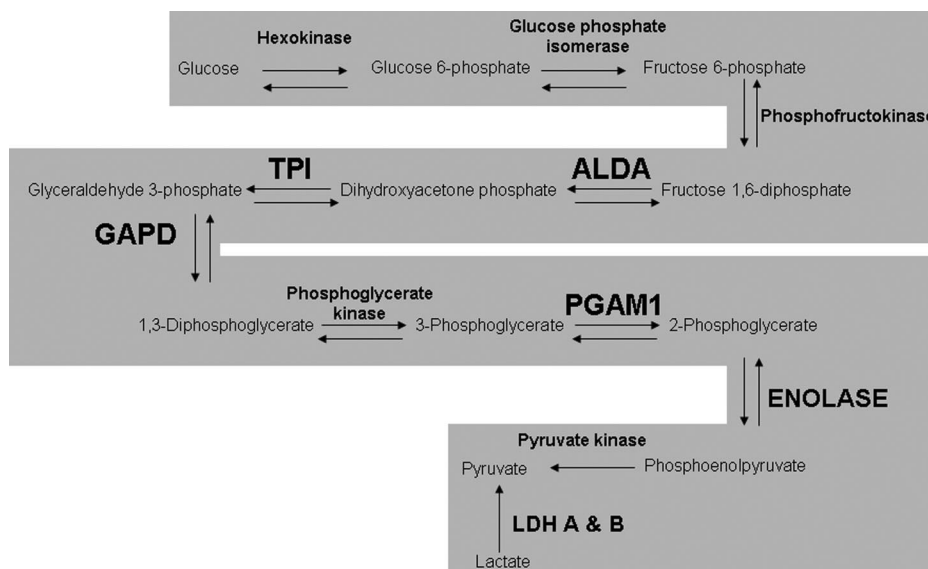 Hexokinase
Glucose phosphate
isomerase
Glucose
Glucose 6-phosphate
Fructose 6-phosphate
Phosphofructokinase
TPI
ALDA
Glyceraldehyde 3-phosphate
Dihydroxyacetone phosphate
Fructose 1,6-diphosphate
GAPD
Phosphoglycerate
kinase
PGAM1
1,3-Diphosphoglycerate
3-Phosphoglycerate
2-Phosphoglycerate
ENOLASE
Pyruvate kinase
Pyruvate
Phosphoenolpyruvate
LDH A & B
Lactate